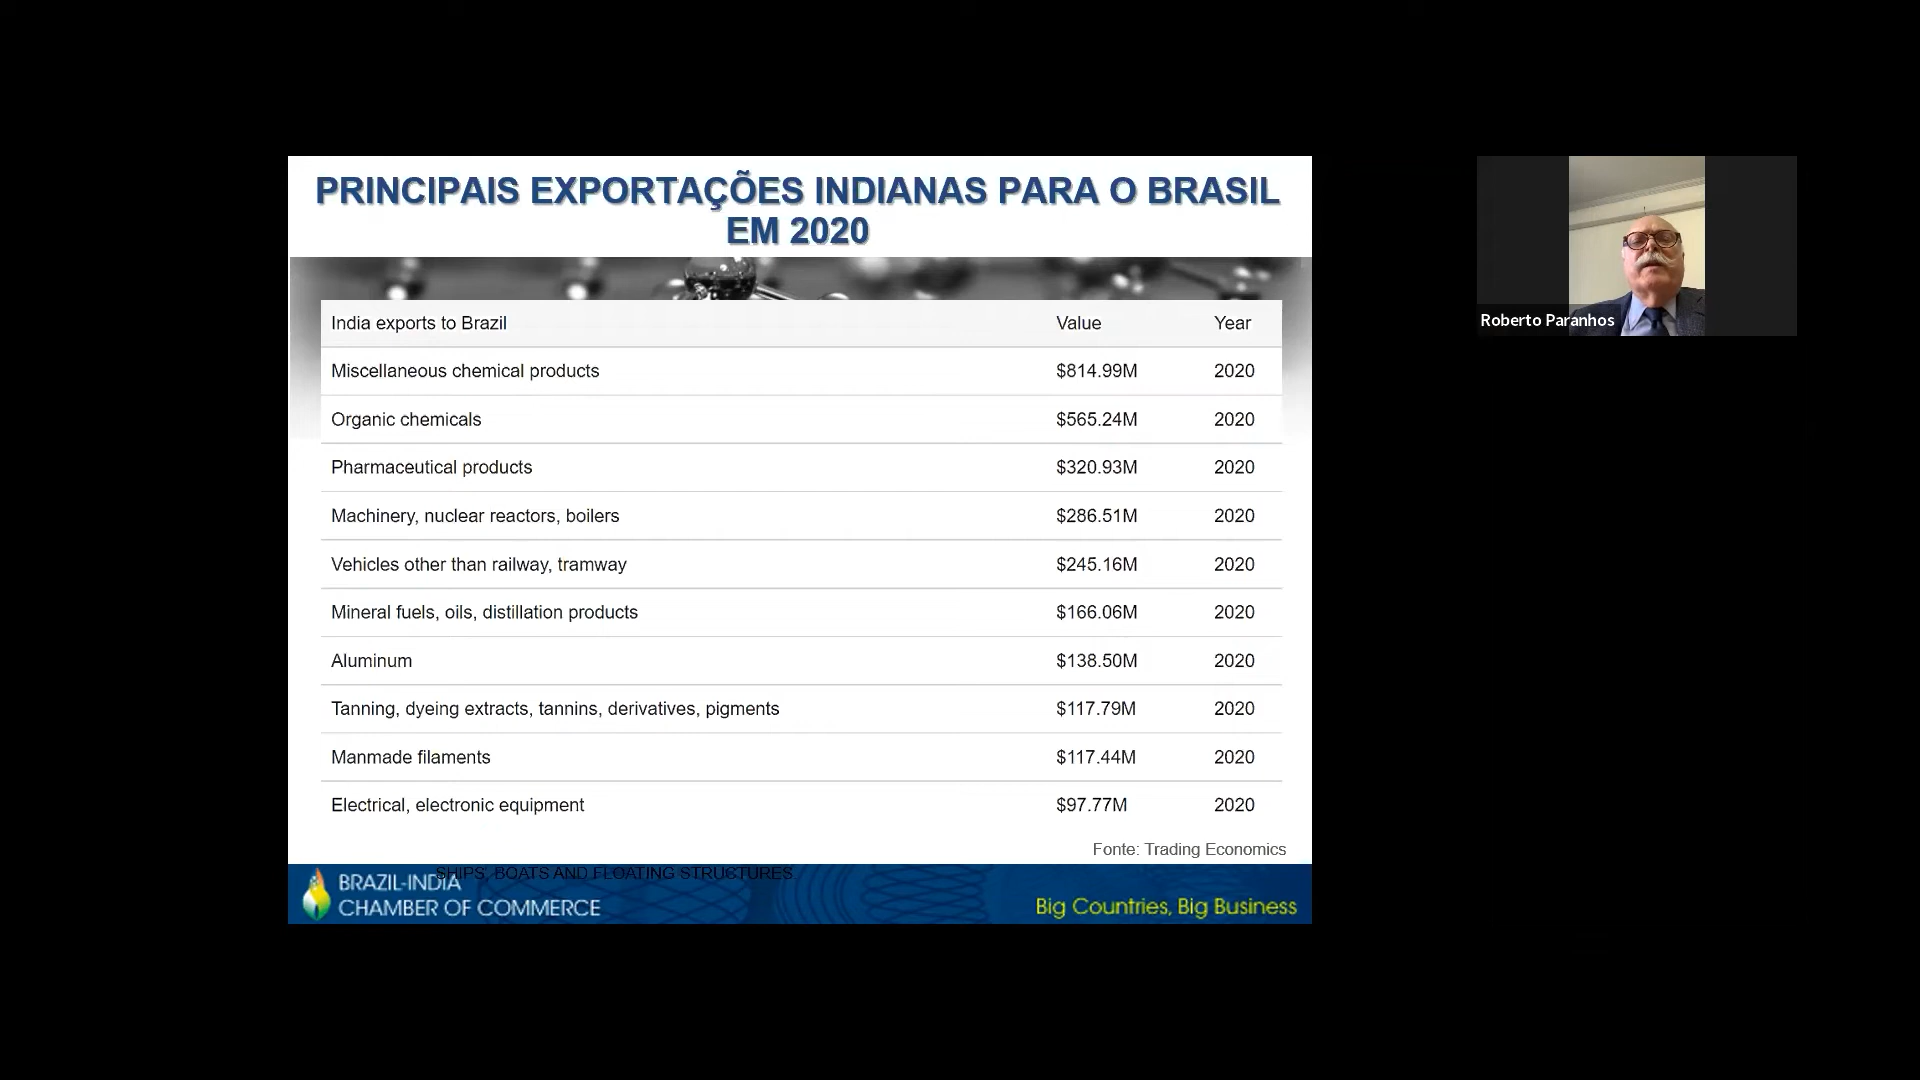 PRINCIPAIS EXPORTAÇÕES INDIANAS PARA O BRASIL
EM 2020
India exports to Brazil Value Year
Miscellaneous chemical products $814.99M 2020
Organic chemicals $565.24M 2020
Pharmaceutical products $320.93M 2020
Machinery, nuclear reactors, boilers $286.51M 2020
Vehicles other than railway, tramway $245.16M 2020
Mineral fuels, oils, distillation products $166.06M 2020
Aluminum $138.50M 2020
Tanning, dyeing extracts, tannins, derivatives, pigments $117.79M 2020
Manmade filaments $117.44M 2020
Electrical, electronic equipment $97.77M 2020
Fonte: Trading Economics
SHIPS, BOATS AND FLOATING STRUCTURES
BRAZIL-INDIA
CHAMBER OF COMMERCE
Big Countries, Big Business
Roberto Paranhos